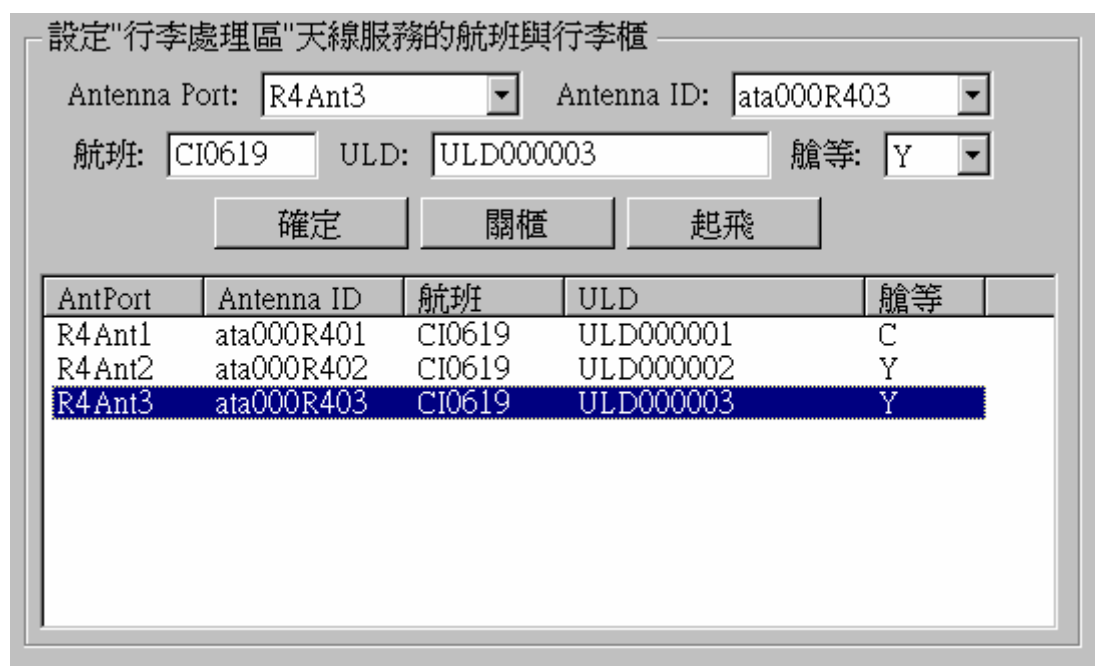 設定"行李處理區"天線服務的航班與行李櫃
Antenna Port: R4Ant3 Antenna ID: ata000R403
航班: CI0619 ULD: ULD000003 艙等: Y
確定 關櫃 起飛
AntPort Antenna ID 航班 ULD 艙等
R4Ant1 ata000R401 CI0619 ULD000001 C
R4Ant2 ata000R402 CI0619 ULD000002 Y
R4Ant3 ata000R403 CI0619 ULD000003 Y